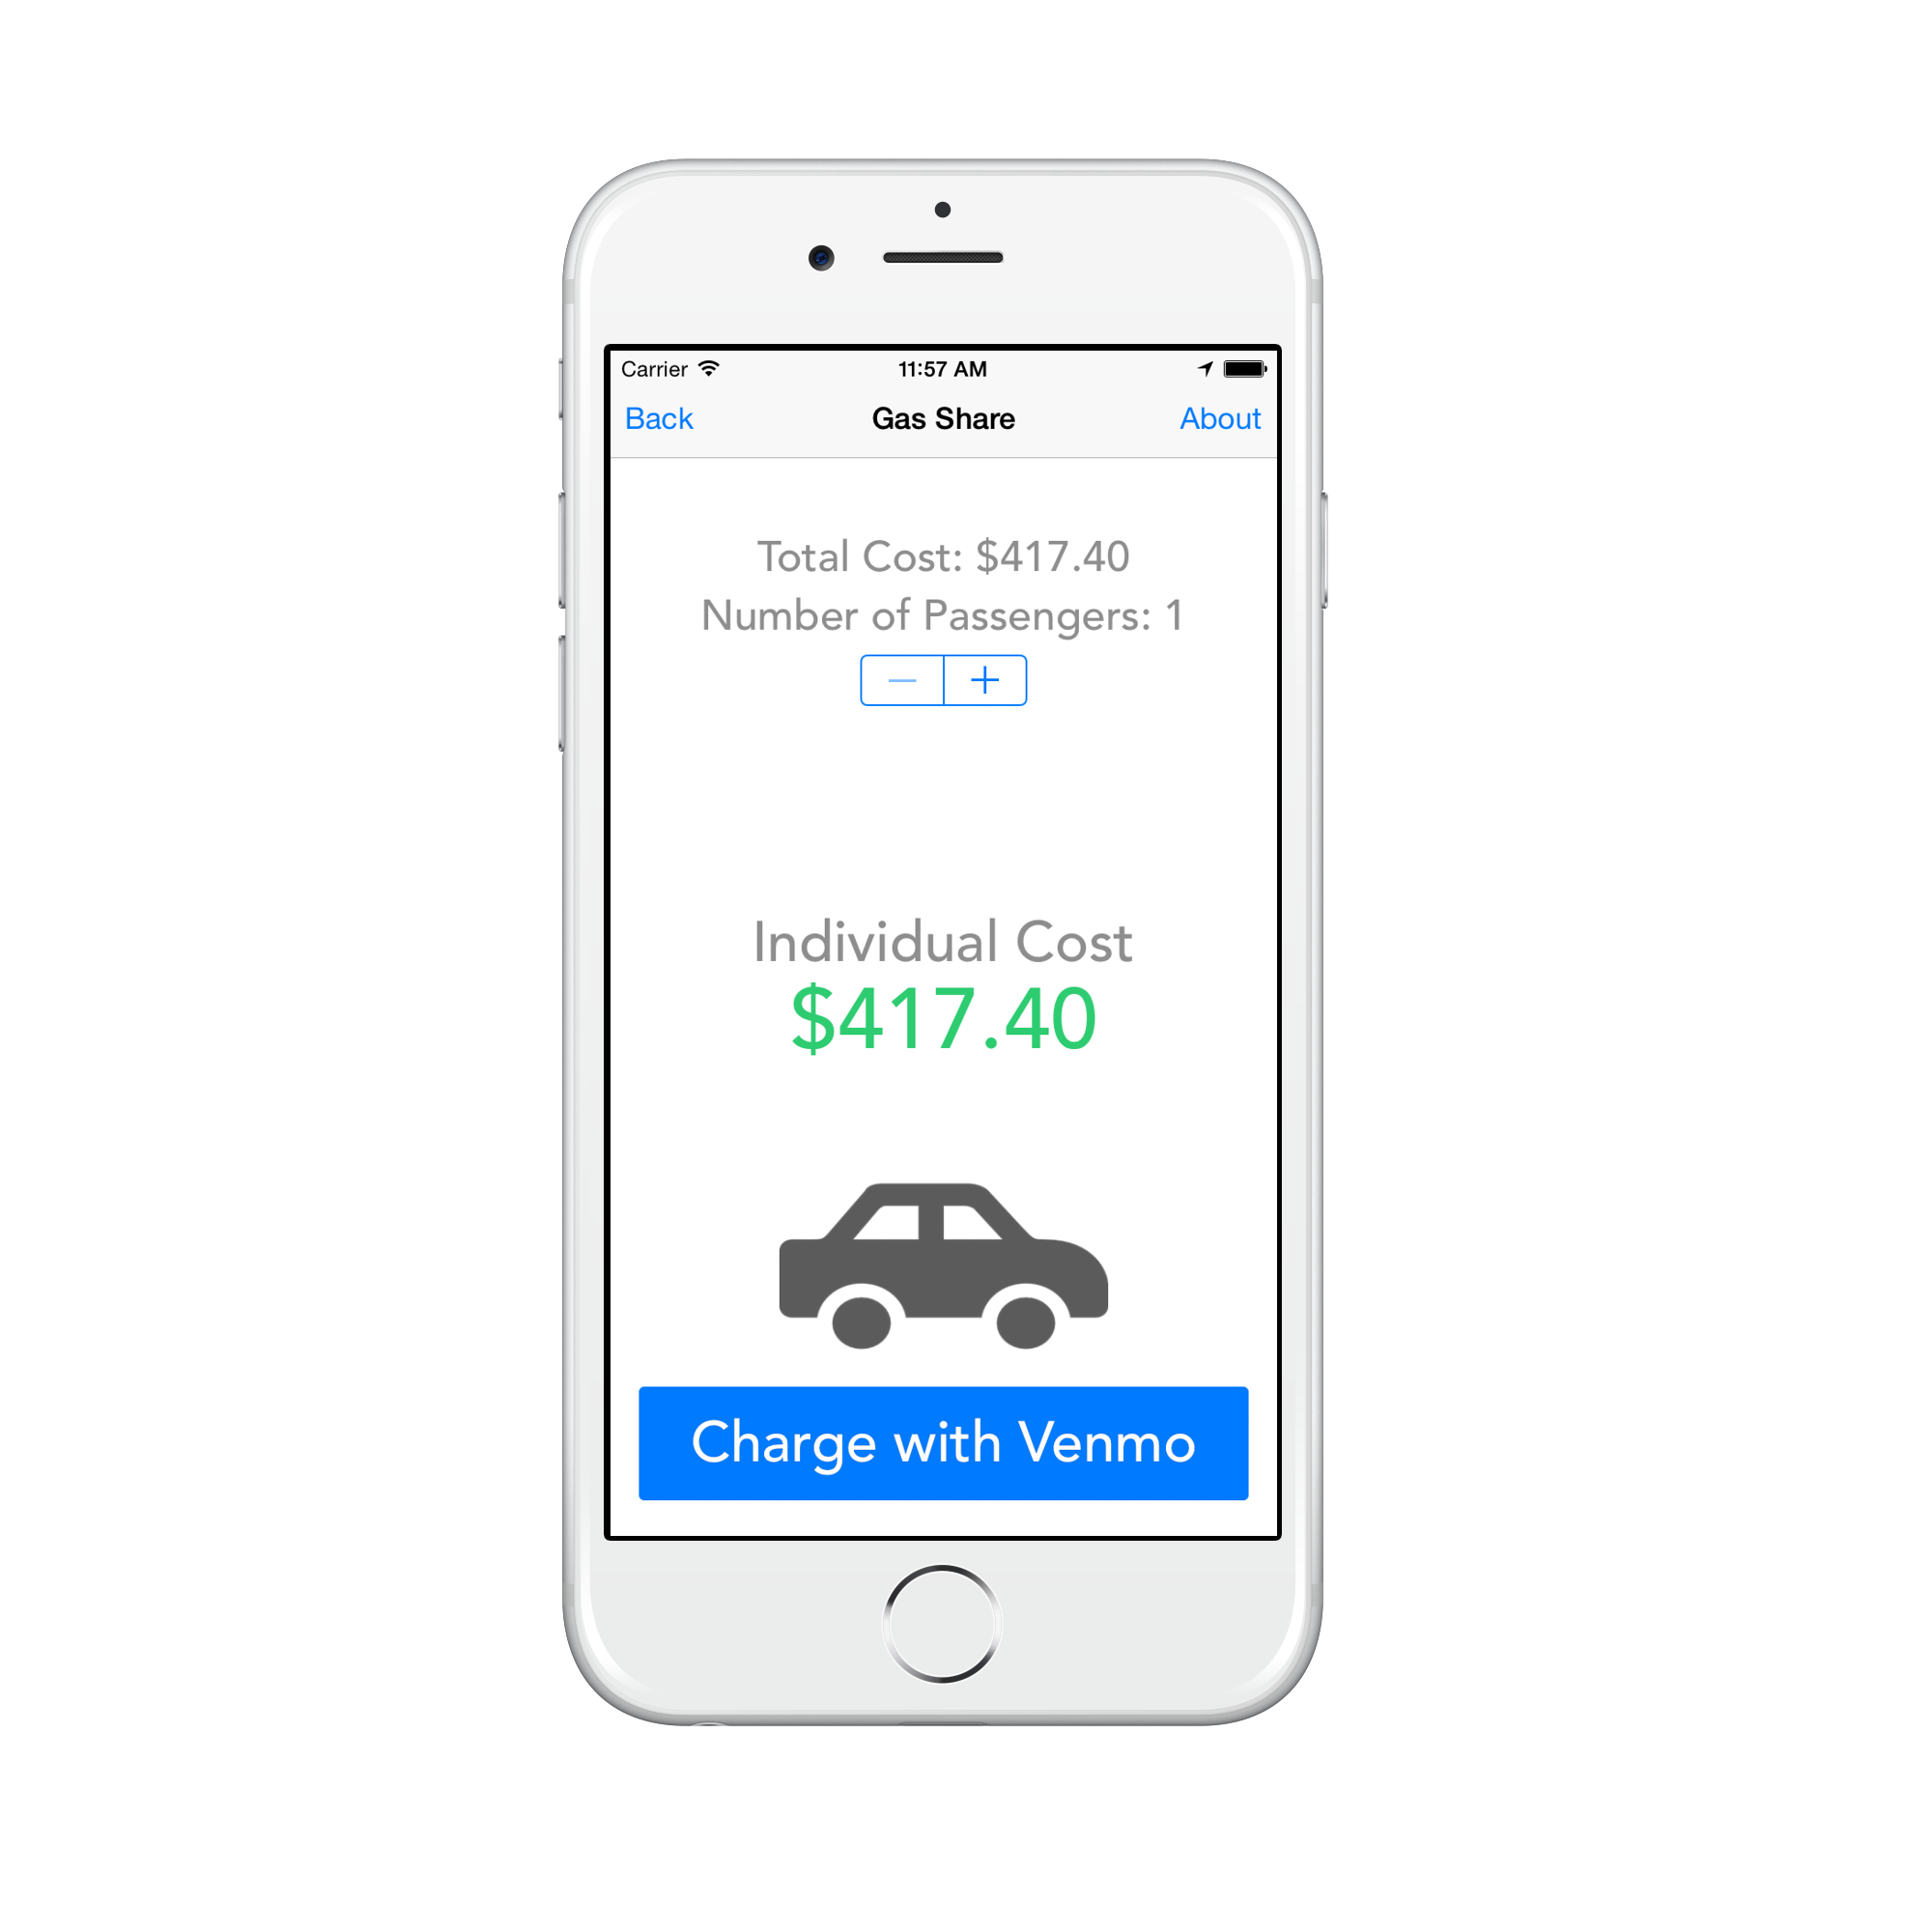 Carrier 11:57 AM
Back Gas Share About
Total Cost: $417.40
Number of Passengers: 1
− +
Individual Cost
$417.40
Charge with Venmo